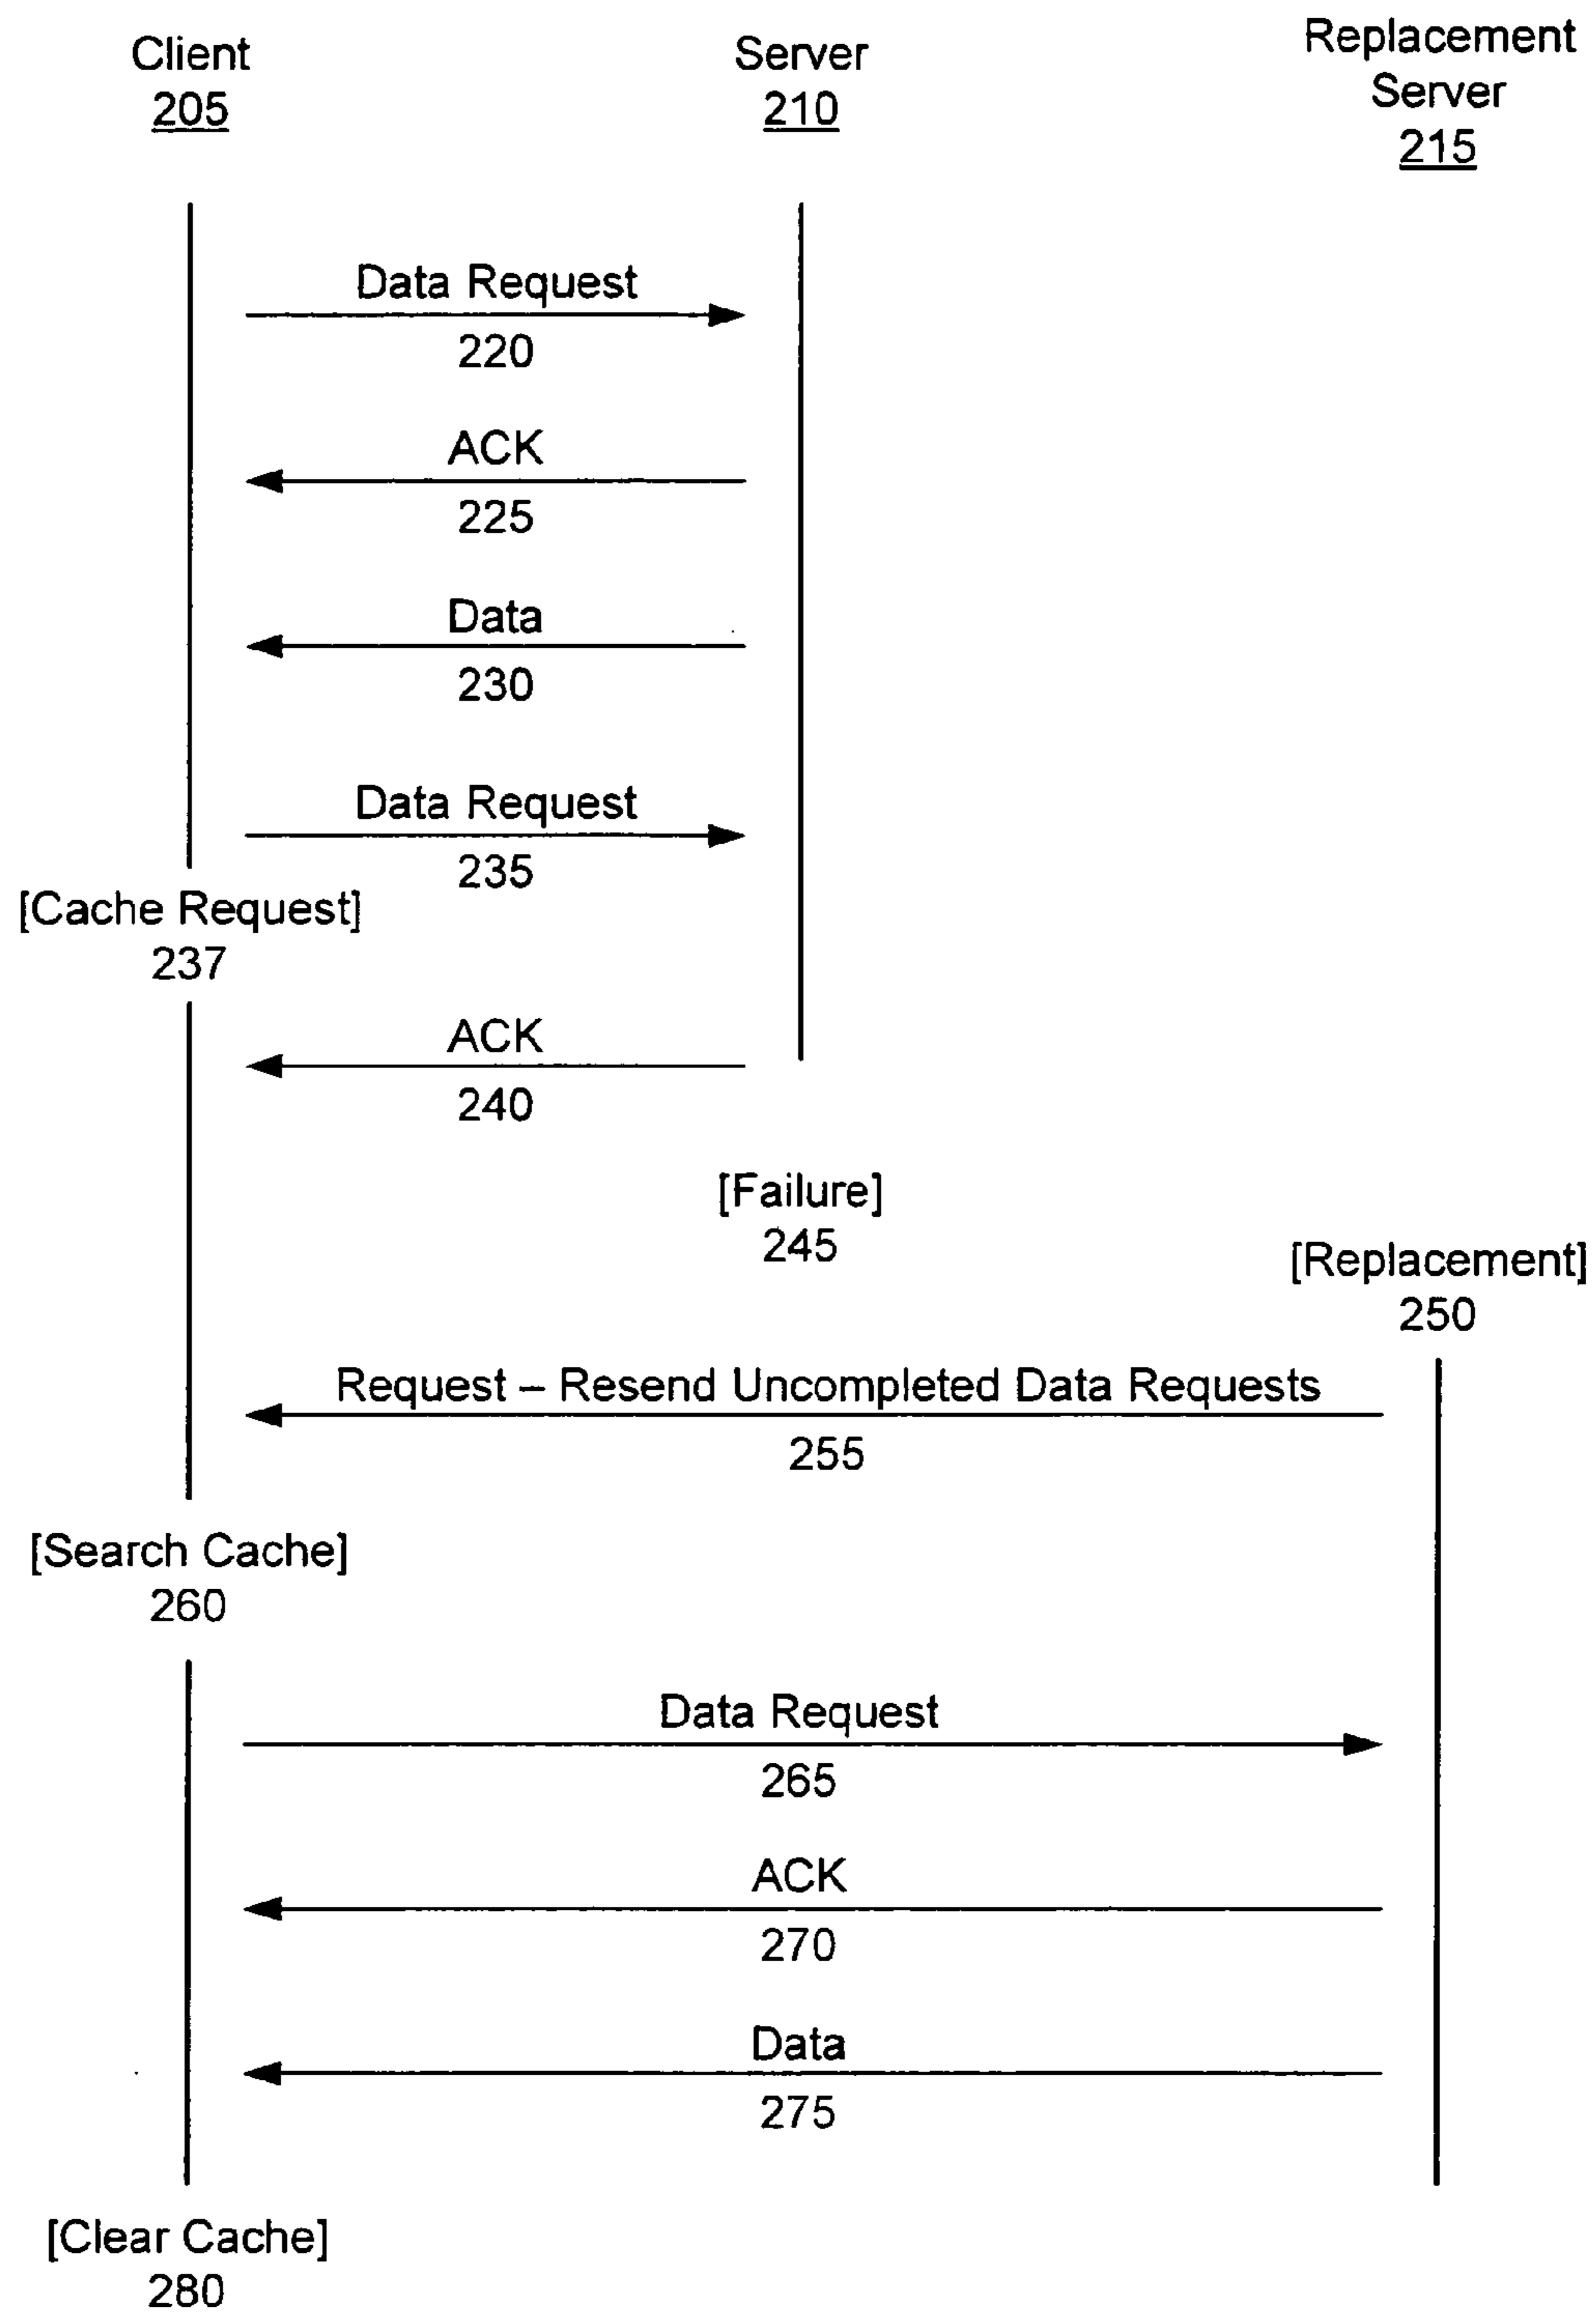 Client
205
Server
210
Replacement
Server
215
Data Request
220
ACK
225
Data
230
Data Request
235
[Cache Request]
237
ACK
240
[Failure]
245
[Replacement]
250
Request – Resend Uncompleted Data Requests
255
[Search Cache]
260
Data Request
265
ACK
270
Data
275
[Clear Cache]
280